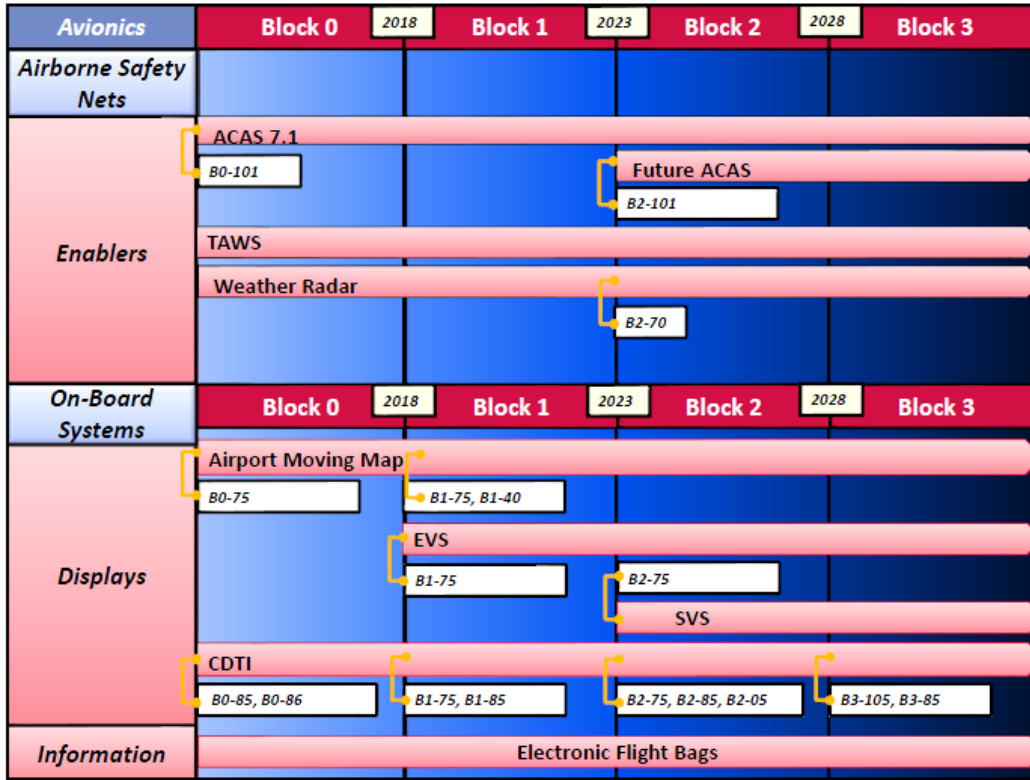 Avionics Block 0 2018 Block 1 2023 Block 2 2028 Block 3
Airborne Safety
Nets
Enablers
ACAS 7.1
B0-101
Future ACAS
B2-101
TAWS
Weather Radar
B2-70
On-Board
Systems
Block 0 2018 Block 1 2023 Block 2 2028 Block 3
Displays
Airport Moving Map
B0-75 B1-75, B1-40
EVS
B1-75 B2-75
SVS
CDTI
B0-85, B0-86 B1-75, B1-85 B2-75, B2-85, B2-05 B3-105, B3-85
Information Electronic Flight Bags